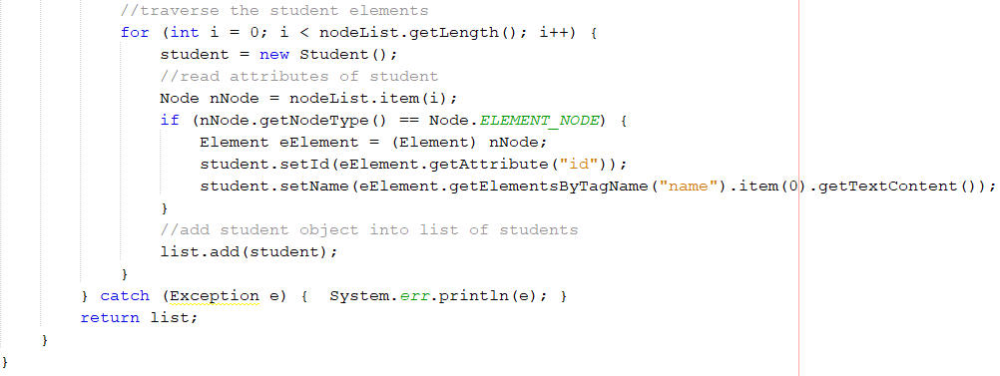 //traverse the student elements
for (int i = 0; i < nodeList.getLength(); i++) {
student = new Student();
//read attributes of student
Node nNode = nodeList.item(i);
if (nNode.getNodeType() == Node.ELEMENT_NODE) {
Element eElement = (Element) nNode;
student.setId(eElement.getAttribute("id"));
student.setName(eElement.getElementsByTagName("name").item(0).getTextContent());
}
//add student object into list of students
list.add(student);
}
} catch (Exception e) {  System.err.println(e); }
return list;
}
}